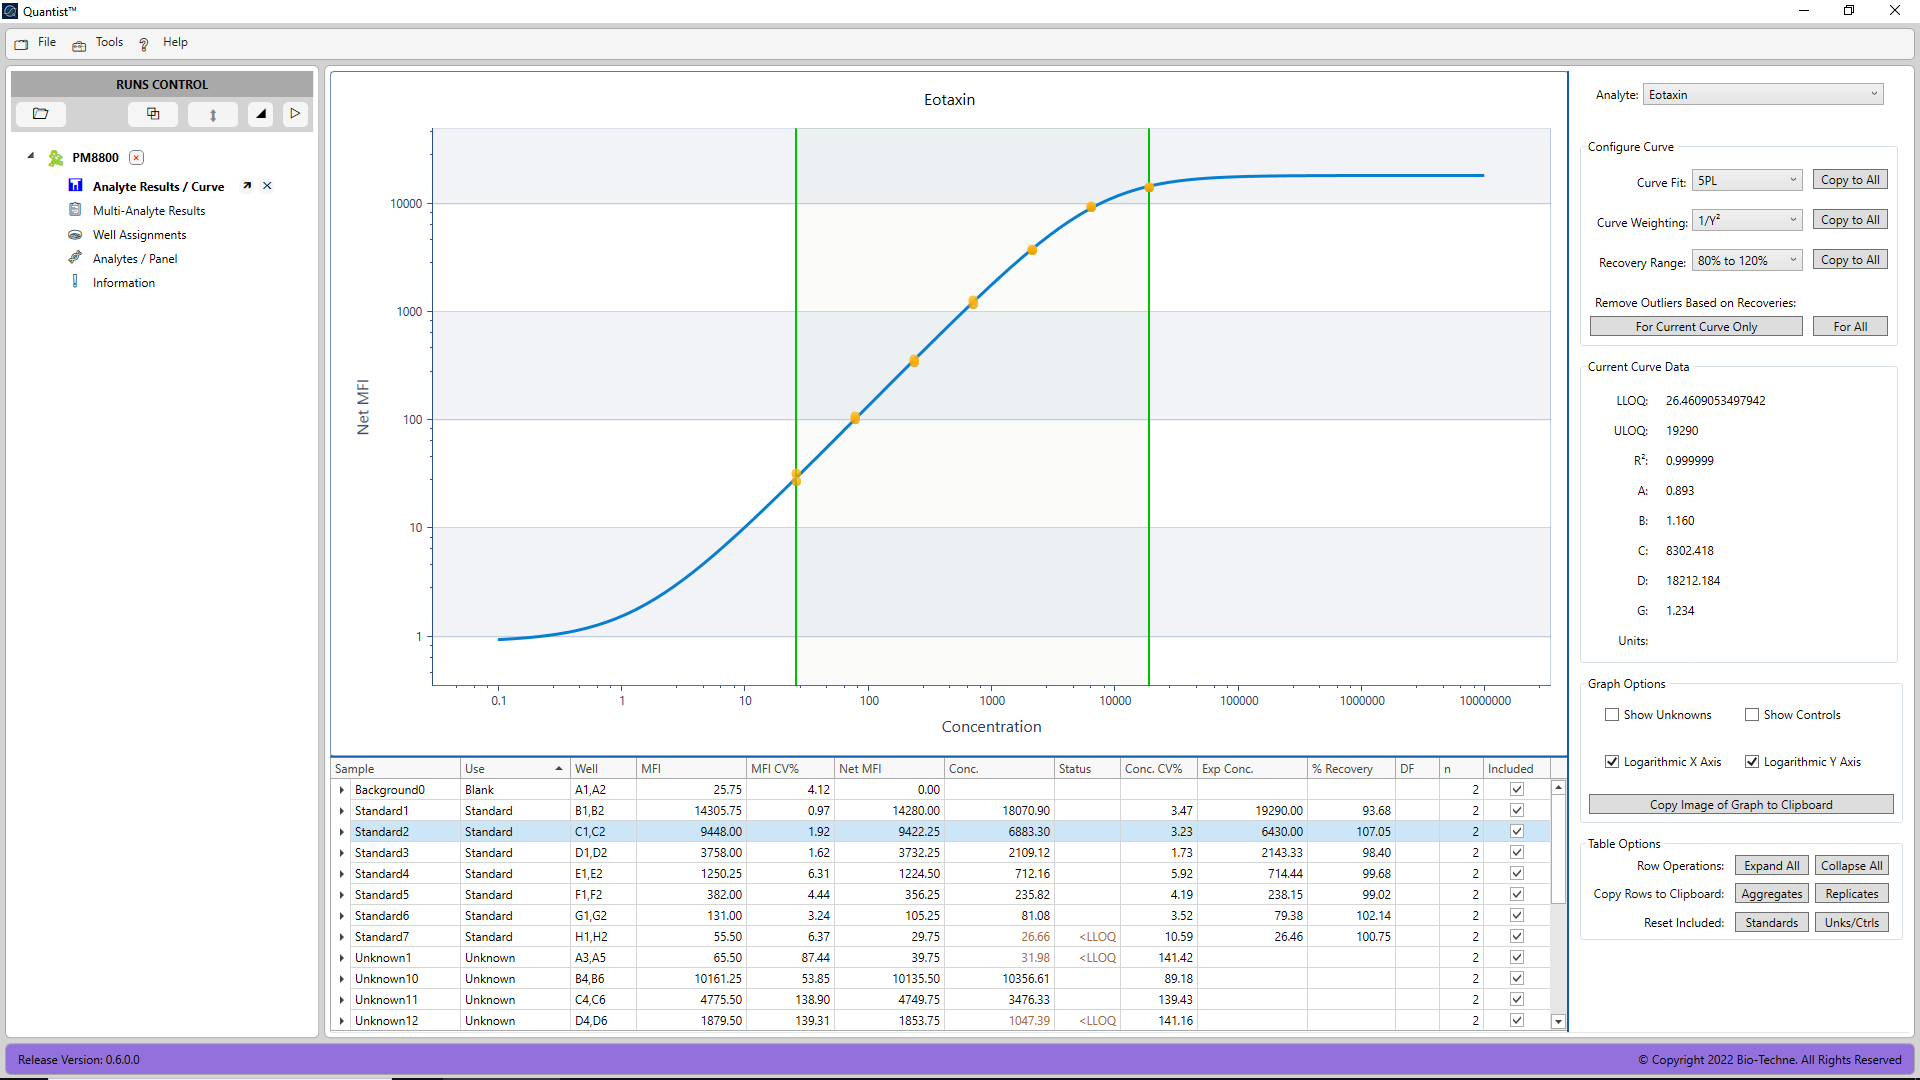 Quantist™
File Tools ? Help
RUNS CONTROL
PM8800
Analyte Results / Curve
Multi-Analyte Results
Well Assignments
Analytes / Panel
Information
Eotaxin
Net MFI
10000
1000
100
10
1
0.1 1 10 100 1000 10000 100000 1000000 10000000
Concentration
Sample Use Well MFI MFI CV% Net MFI Conc. Status Conc. CV% Exp Conc. % Recovery DF n Included
Background0 Blank A1,A2 25.75 4.12 0.00 2
Standard1 Standard B1,B2 14305.75 0.97 14280.00 18070.90 3.47 19290.00 93.68 2
Standard2 Standard C1,C2 9448.00 1.92 9422.25 6883.30 3.23 6430.00 107.05 2
Standard3 Standard D1,D2 3758.00 1.62 3732.25 2109.12 1.73 2143.33 98.40 2
Standard4 Standard E1,E2 1250.25 6.31 1224.50 712.16 5.92 714.44 99.68 2
Standard5 Standard F1,F2 382.00 4.44 356.25 235.82 4.19 238.15 99.02 2
Standard6 Standard G1,G2 131.00 3.24 105.25 81.08 3.52 79.38 102.14 2
Standard7 Standard H1,H2 55.50 6.37 29.75 26.66 <LLOQ 10.59 26.46 100.75 2
Unknown1 Unknown A3,A5 65.50 87.44 39.75 31.98 <LLOQ 141.42 2
Unknown10 Unknown B4,B6 10161.25 53.85 10135.50 10356.61 89.18 2
Unknown11 Unknown C4,C6 4775.50 138.90 4749.75 3476.33 139.43 2
Unknown12 Unknown D4,D6 1879.50 139.31 1853.75 1047.39 <LLOQ 141.16 2
Analyte: Eotaxin
Configure Curve
Curve Fit: 5PL Copy to All
Curve Weighting: 1/Y² Copy to All
Recovery Range: 80% to 120% Copy to All
Remove Outliers Based on Recoveries:
For Current Curve Only For All
Current Curve Data
LLOQ: 26.4609053497942
ULOQ: 19290
R²: 0.999999
A: 0.893
B: 1.160
C: 8302.418
D: 18212.184
G: 1.234
Units:
Graph Options
Show Unknowns Show Controls
Logarithmic X Axis Logarithmic Y Axis
Copy Image of Graph to Clipboard
Table Options
Row Operations: Expand All Collapse All
Copy Rows to Clipboard: Aggregates Replicates
Reset Included: Standards Unks/Ctrls
Release Version: 0.6.0.0
© Copyright 2022 Bio-Techne. All Rights Reserved